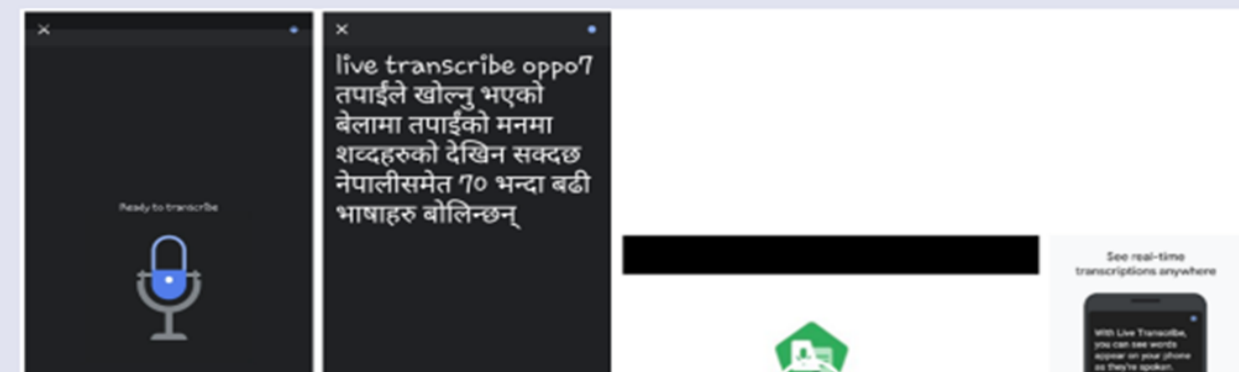 Ready to transcribe
live transcribe oppo7
तपाईंले खोल्नु भएको
बेलामा तपाईंको मनमा
शव्दहरुको देखिन सक्दछ
नेपालीसमेत 70 भन्दा बढी
भाषाहरु बोलिन्छन्
See real-time
transcriptions anywhere
With Live Transcribe,
you can see words
appear on your phone
as they're spoken.